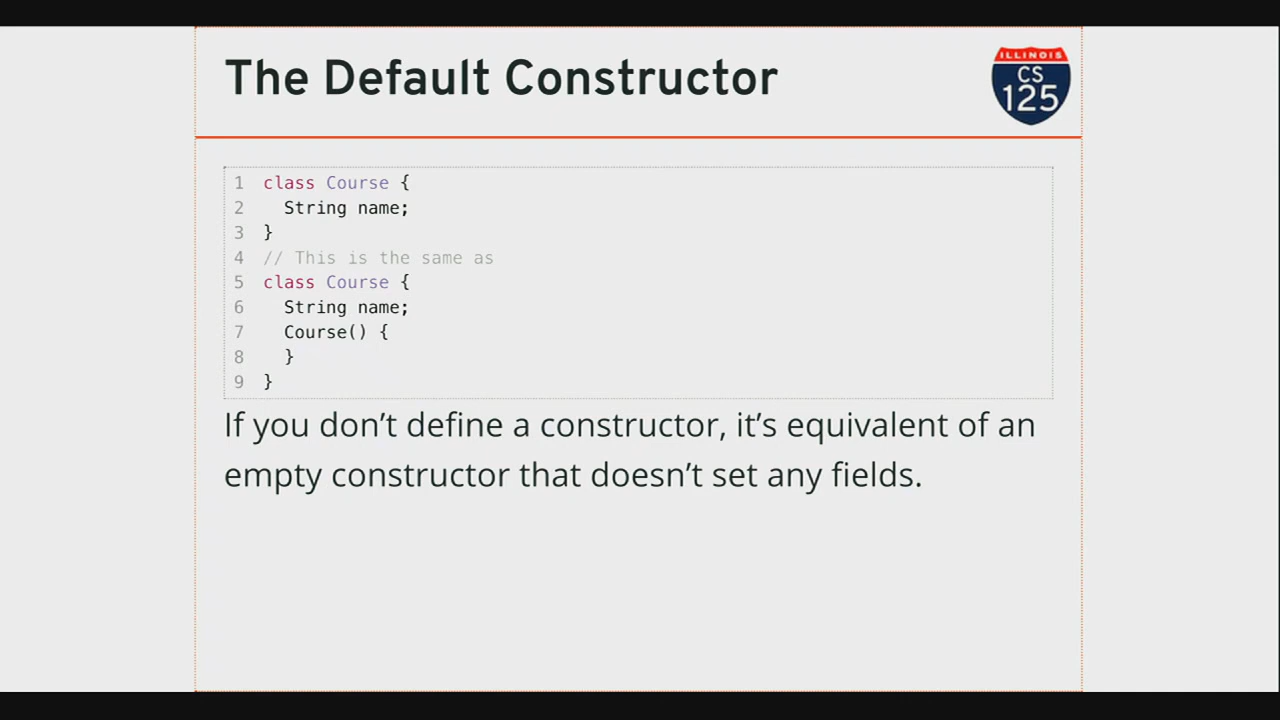 The Default Constructor
ILLINOIS
CS
125
1 class Course {
2   String name;
3 }
4 // This is the same as
5 class Course {
6   String name;
7   Course() {
8   }
9 }
If you don’t define a constructor, it’s equivalent of an
empty constructor that doesn’t set any fields.